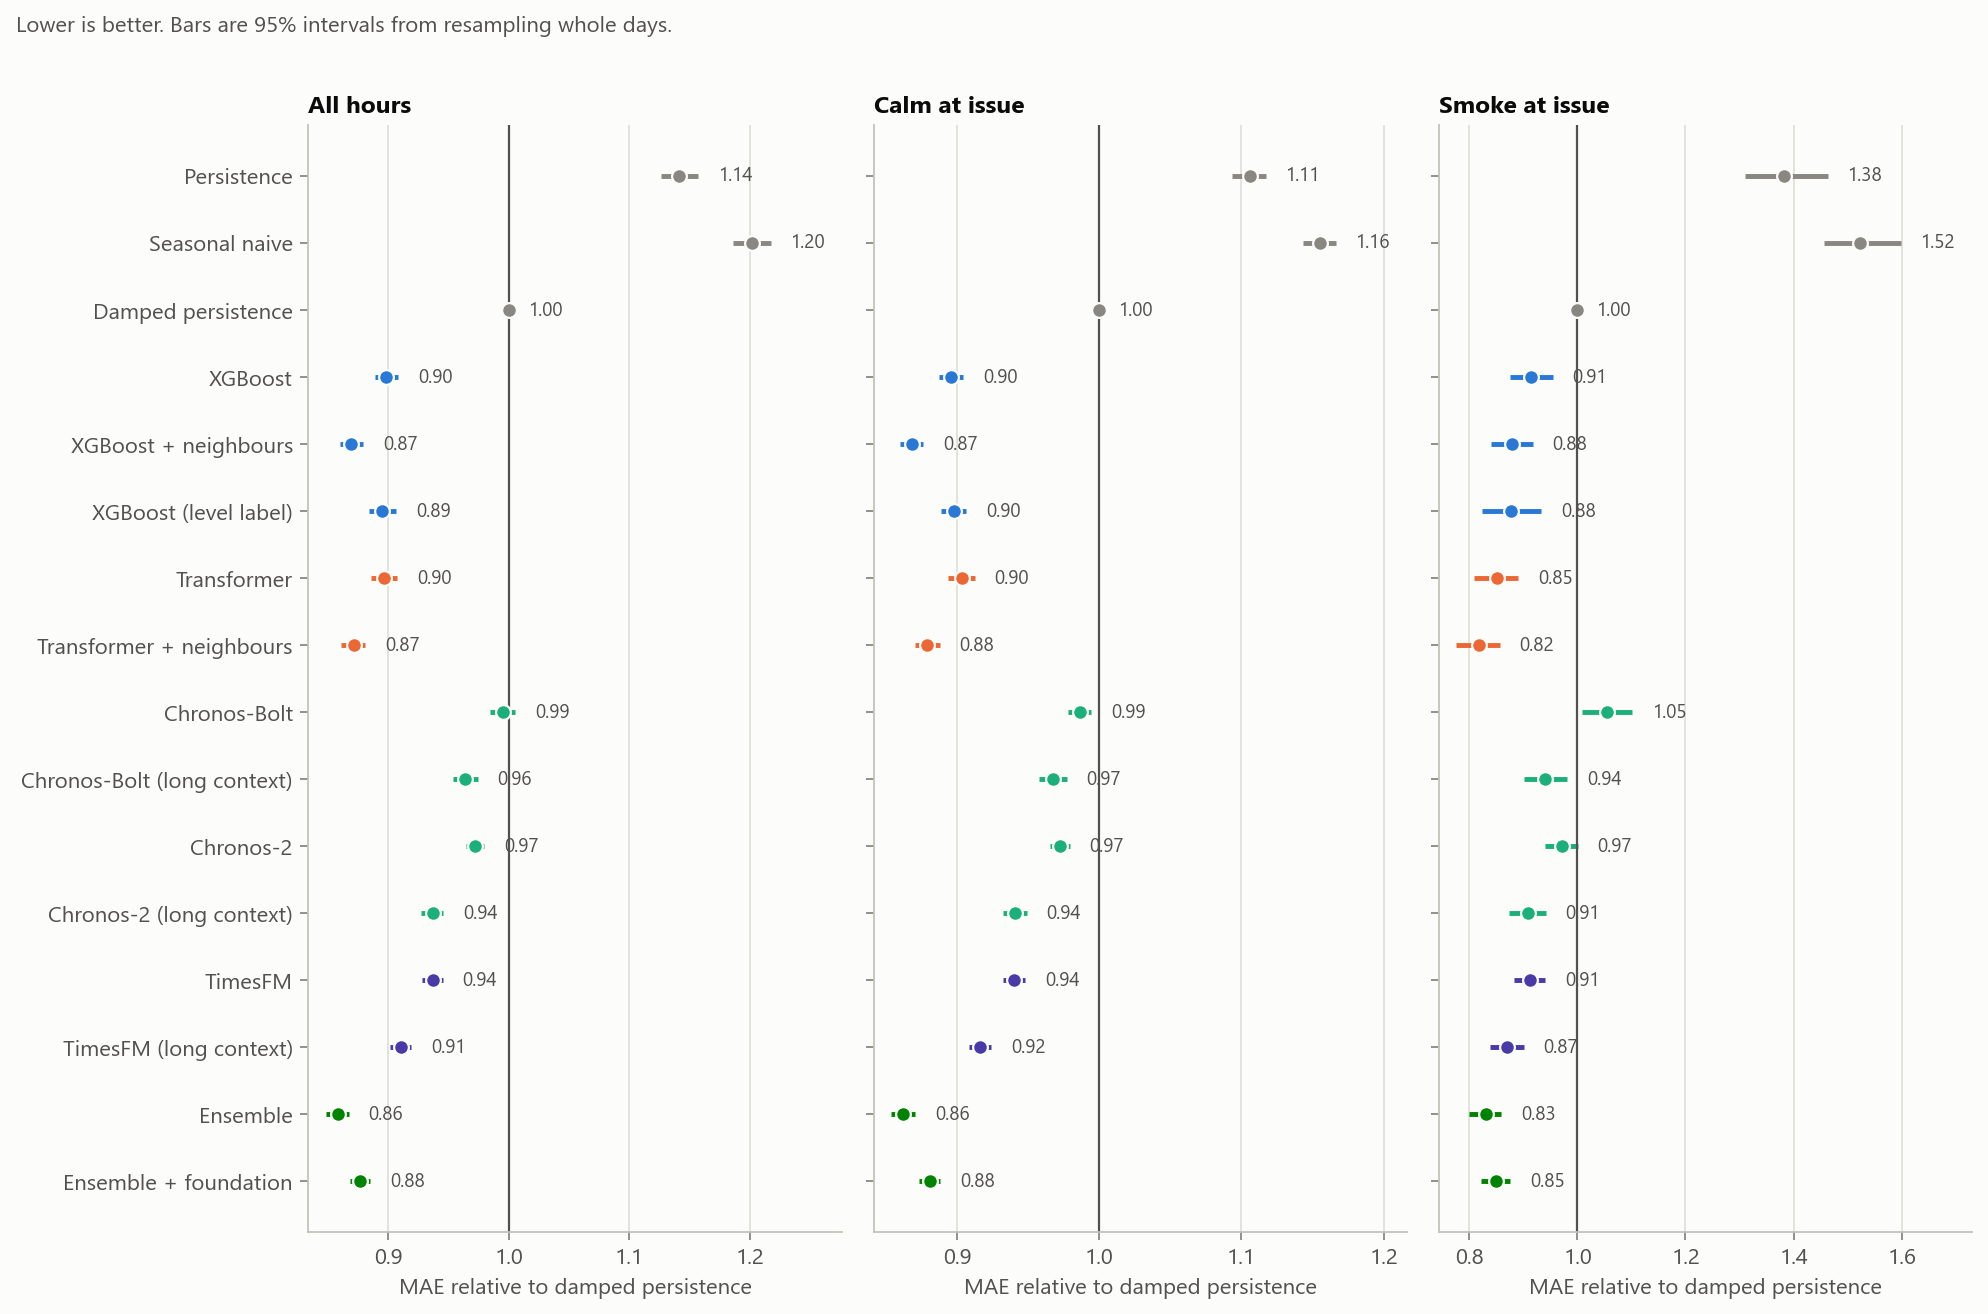 Lower is better. Bars are 95% intervals from resampling whole days.
All hours
Calm at issue
Smoke at issue
Persistence 1.14 1.11 1.38
Seasonal naive 1.20 1.16 1.52
Damped persistence 1.00 1.00 1.00
XGBoost 0.90 0.90 0.91
XGBoost + neighbours 0.87 0.87 0.88
XGBoost (level label) 0.89 0.90 0.88
Transformer 0.90 0.90 0.85
Transformer + neighbours 0.87 0.88 0.82
Chronos-Bolt 0.99 0.99 1.05
Chronos-Bolt (long context) 0.96 0.97 0.94
Chronos-2 0.97 0.97 0.97
Chronos-2 (long context) 0.94 0.94 0.91
TimesFM 0.94 0.94 0.91
TimesFM (long context) 0.91 0.92 0.87
Ensemble 0.86 0.86 0.83
Ensemble + foundation 0.88 0.88 0.85
0.9 1.0 1.1 1.2
0.9 1.0 1.1 1.2
0.8 1.0 1.2 1.4 1.6
MAE relative to damped persistence
MAE relative to damped persistence
MAE relative to damped persistence